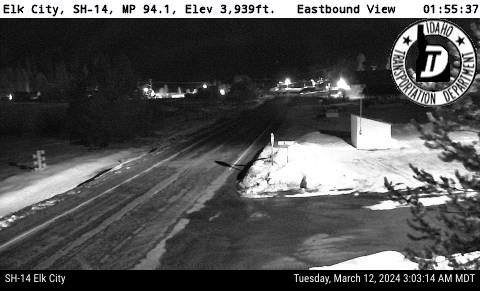 Elk City, SH-14, MP 94.1, Elev 3,939ft. Eastbound View 01:55:37
IDAHO
TRANSPORTATION DEPARTMENT
SH-14 Elk City Tuesday, March 12, 2024 3:03:14 AM MDT